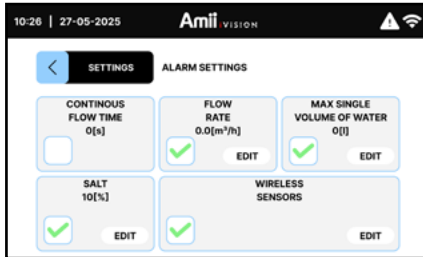 10:26 | 27-05-2025 Amii.VISION
SETTINGS ALARM SETTINGS
CONTINOUS
FLOW TIME
0[s]
FLOW
RATE
0.0[m³/h]
EDIT
MAX SINGLE
VOLUME OF WATER
0[l]
EDIT
SALT
10[%]
EDIT
WIRELESS
SENSORS
EDIT